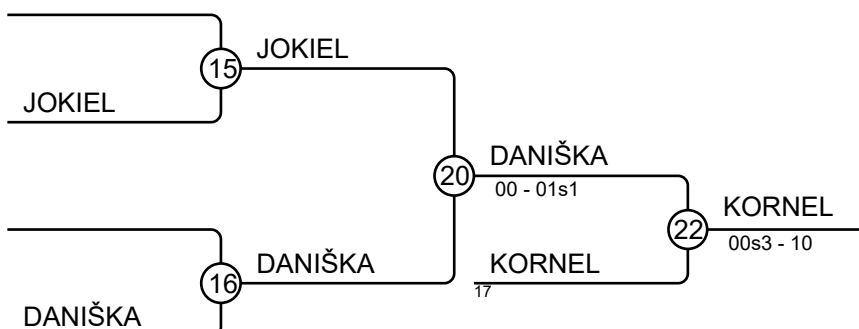 JOKIEL
15
JOKIEL
DANIŠKA
20
00 - 01s1
KORNEL
22
00s3 - 10
DANIŠKA
KORNEL
16
17
DANIŠKA